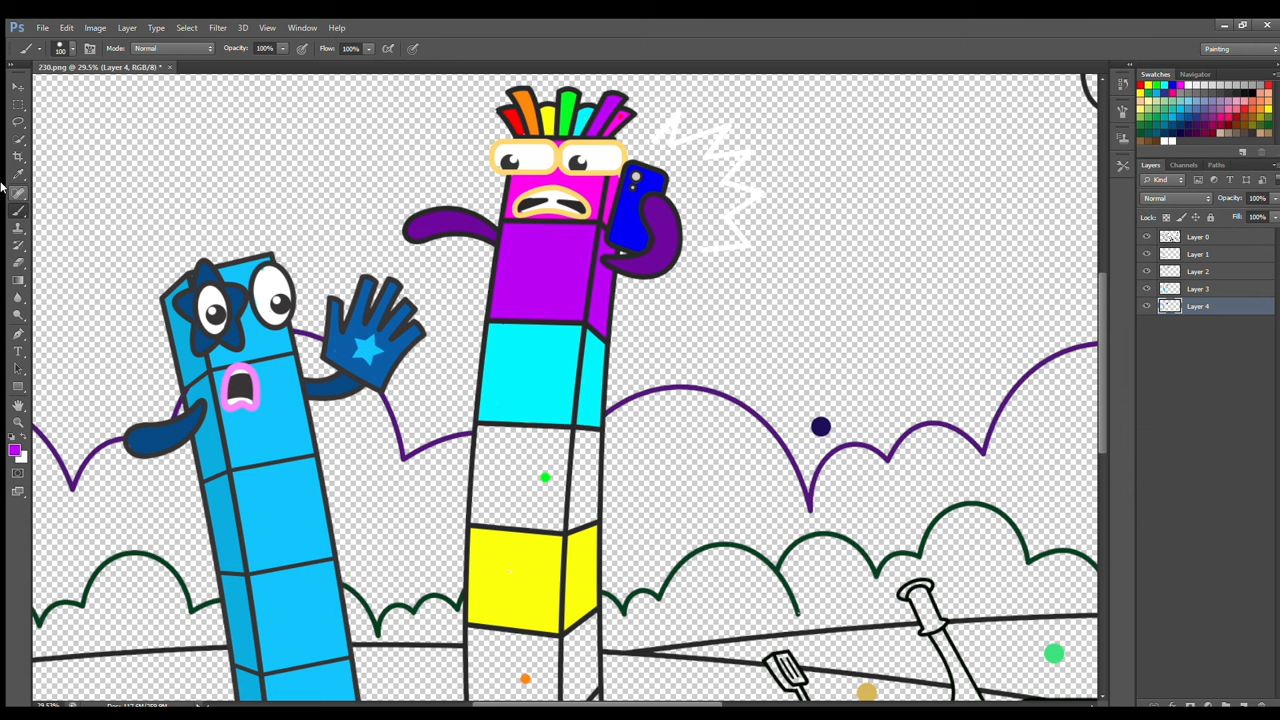 Ps File Edit Image Layer Type Select Filter 3D View Window Help
100 Mode: Normal Opacity: 100% Flow: 100% Painting
230.png @ 29.5% (Layer 4, RGB/8) * ×
Swatches Navigator
Layers Channels Paths
Kind
Normal Opacity: 100%
Lock: Fill: 100%
Layer 0
Layer 1
Layer 2
Layer 3
Layer 4